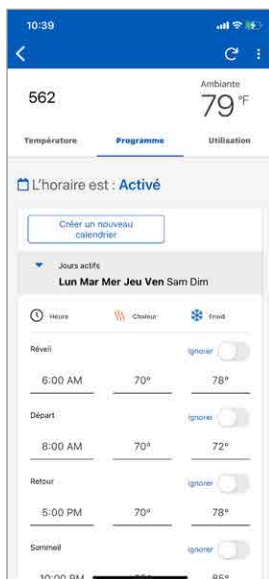 10:39
562
Ambiante
79 °F
Température Programme Utilisation
L'horaire est : Activé
Créer un nouveau
calendrier
Jours actifs
Lun Mar Mer Jeu Ven Sam Dim
Heure Chaleur Froid
Réveil Ignorer
6:00 AM 70° 78°
Départ Ignorer
8:00 AM 70° 72°
Retour Ignorer
5:00 PM 70° 78°
Sommeil Ignorer
10:00 PM 85°